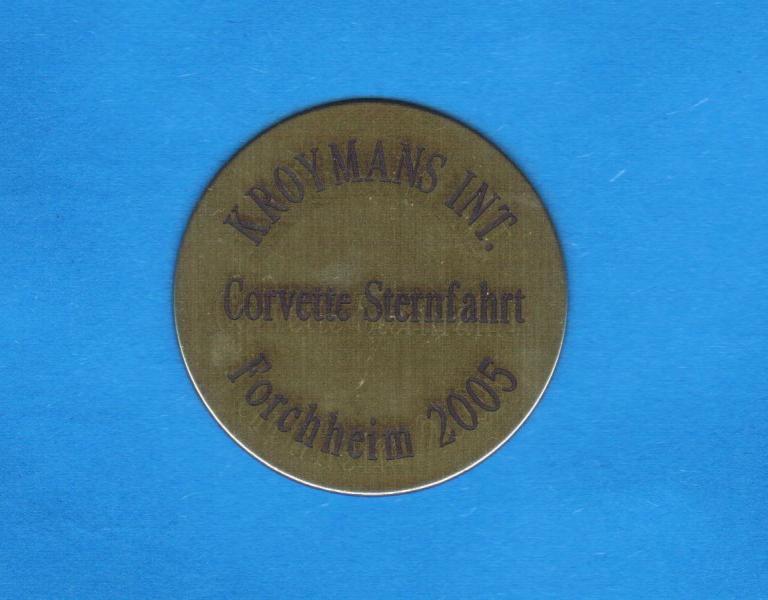 KROYMANS INT.
Corvette Sternfahrt
Forchheim 2005